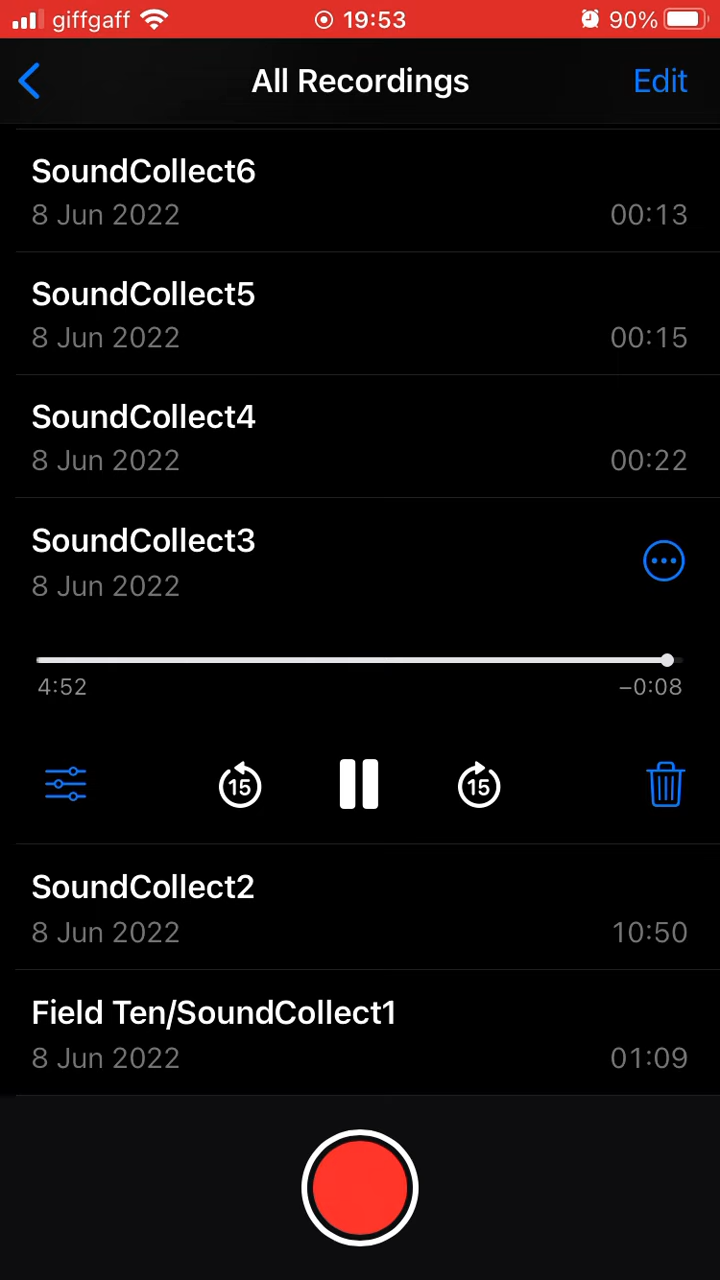 giffgaff 19:53 90%
All Recordings Edit
SoundCollect6
8 Jun 2022 00:13
SoundCollect5
8 Jun 2022 00:15
SoundCollect4
8 Jun 2022 00:22
SoundCollect3
8 Jun 2022
4:52 −0:08
15 15
SoundCollect2
8 Jun 2022 10:50
Field Ten/SoundCollect1
8 Jun 2022 01:09